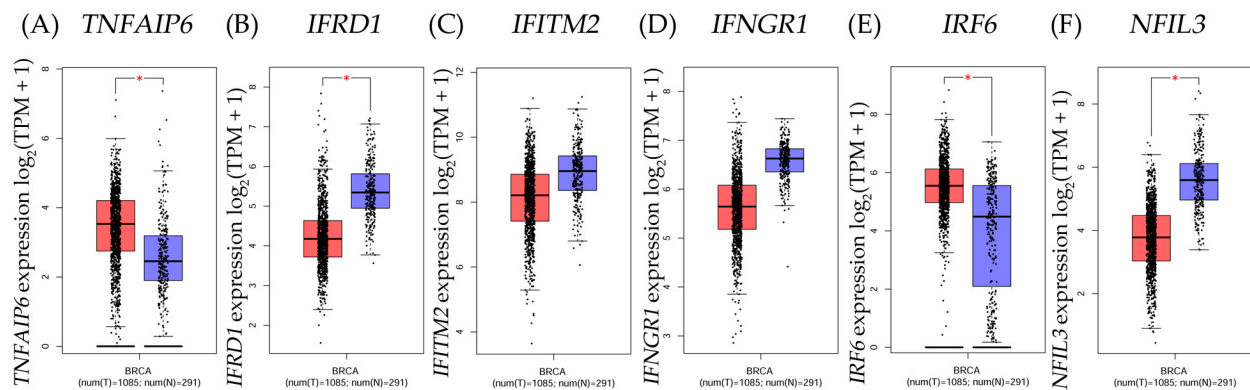 (A) TNFAIP6
TNFAIP6 expression log2(TPM + 1)
8
6
4
2
0
*
BRCA
(num(T)=1085; num(N)=291)
(B) IFRD1
IFRD1 expression log2(TPM + 1)
8
7
6
5
4
3
2
*
BRCA
(num(T)=1085; num(N)=291)
(C) IFITM2
IFITM2 expression log2(TPM + 1)
12
10
8
6
4
BRCA
(num(T)=1085; num(N)=291)
(D) IFNGR1
IFNGR1 expression log2(TPM + 1)
8
7
6
5
4
3
BRCA
(num(T)=1085; num(N)=291)
(E) IRF6
IRF6 expression log2(TPM + 1)
8
6
4
2
0
*
BRCA
(num(T)=1085; num(N)=291)
(F) NFIL3
NFIL3 expression log2(TPM + 1)
8
6
4
2
*
BRCA
(num(T)=1085; num(N)=291)